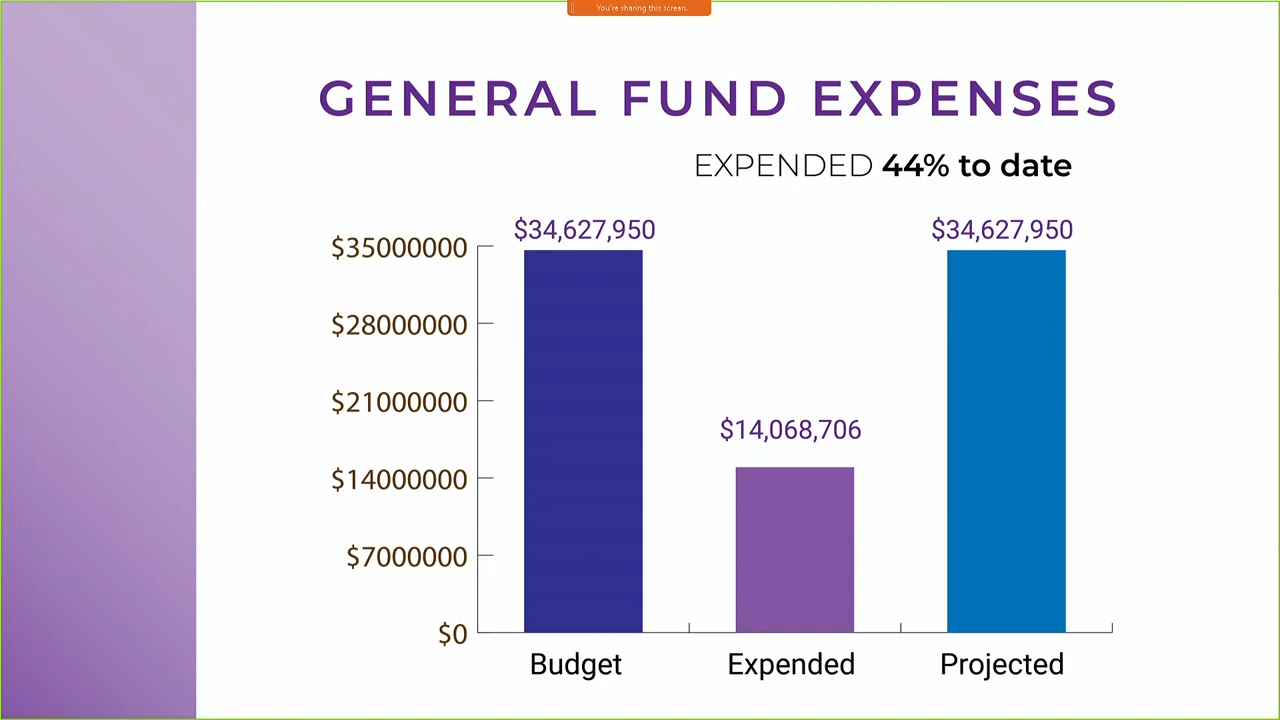 You're sharing this screen.
GENERAL FUND EXPENSES
EXPENDED 44% to date
$34,627,950
$34,627,950
$35000000
$28000000
$21000000
$14,068,706
$14000000
$7000000
$0
Budget
Expended
Projected